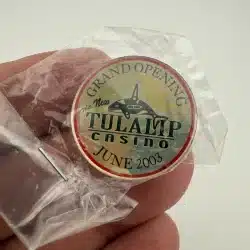 GRAND OPENING
New
TULALIP
CASINO
JUNE 2003